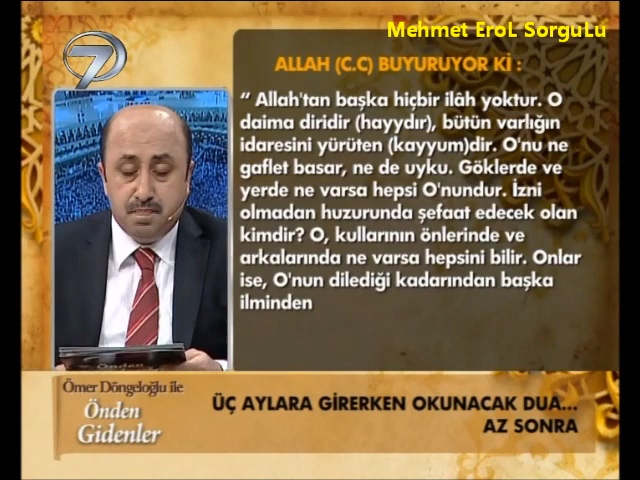 Mehmet EroL SorguLu
7
ALLAH (C.C) BUYURUYOR Kİ :
“ Allah'tan başka hiçbir ilâh yoktur. O
daima diridir (hayydır), bütün varlığın
idaresini yürüten (kayyum)dir. O'nu ne
gaflet basar, ne de uyku. Göklerde ve
yerde ne varsa hepsi O'nundur. İzni
olmadan huzurunda şefaat edecek olan
kimdir? O, kullarının önlerinde ve
arkalarında ne varsa hepsini bilir. Onlar
ise, O'nun dilediği kadarından başka
ilminden
Ömer Döngeloğlu ile
Önden
Gidenler
ÜÇ AYLARA GİRERKEN OKUNACAK DUA...
AZ SONRA